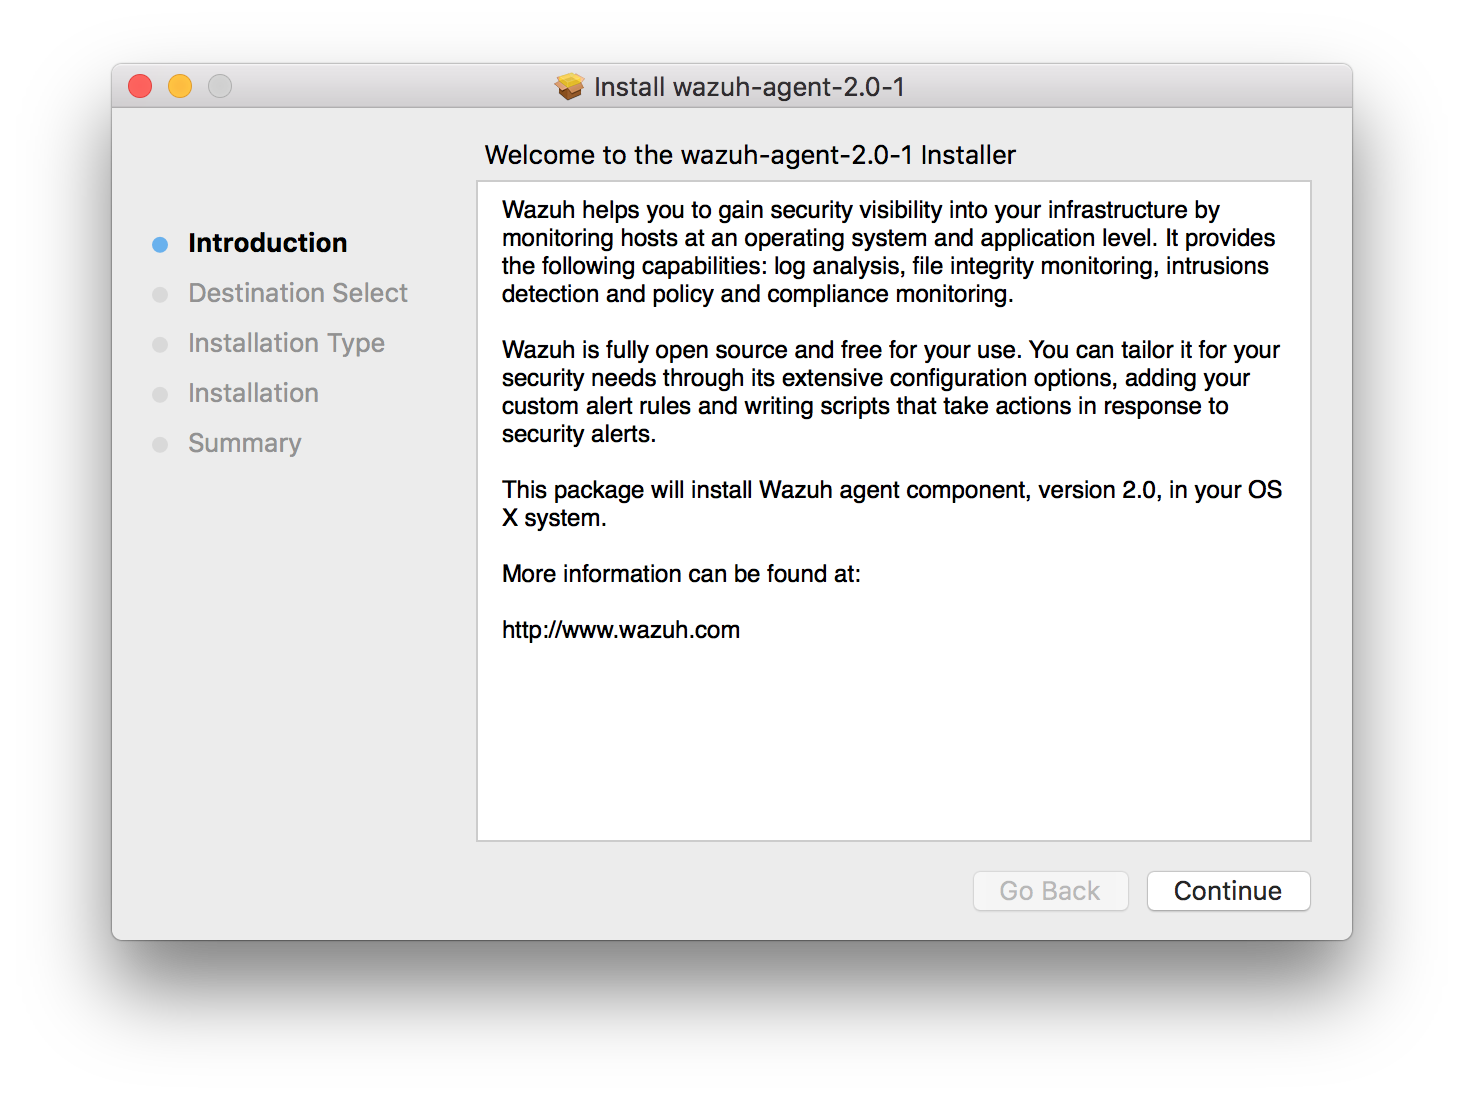 Install wazuh-agent-2.0-1
Welcome to the wazuh-agent-2.0-1 Installer
Introduction
Destination Select
Installation Type
Installation
Summary
Wazuh helps you to gain security visibility into your infrastructure by
monitoring hosts at an operating system and application level. It provides
the following capabilities: log analysis, file integrity monitoring, intrusions
detection and policy and compliance monitoring.
Wazuh is fully open source and free for your use. You can tailor it for your
security needs through its extensive configuration options, adding your
custom alert rules and writing scripts that take actions in response to
security alerts.
This package will install Wazuh agent component, version 2.0, in your OS
X system.
More information can be found at:
http://www.wazuh.com
Go Back
Continue